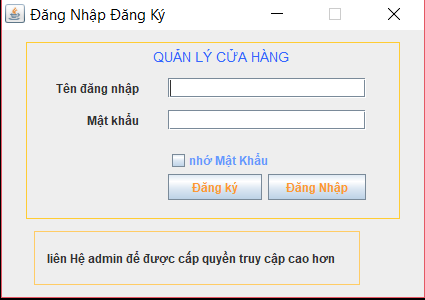 Đăng Nhập Đăng Ký
QUẢN LÝ CỬA HÀNG
Tên đăng nhập
Mật khẩu
nhớ Mật Khẩu
Đăng ký Đăng Nhập
liên Hệ admin để được cấp quyền truy cập cao hơn